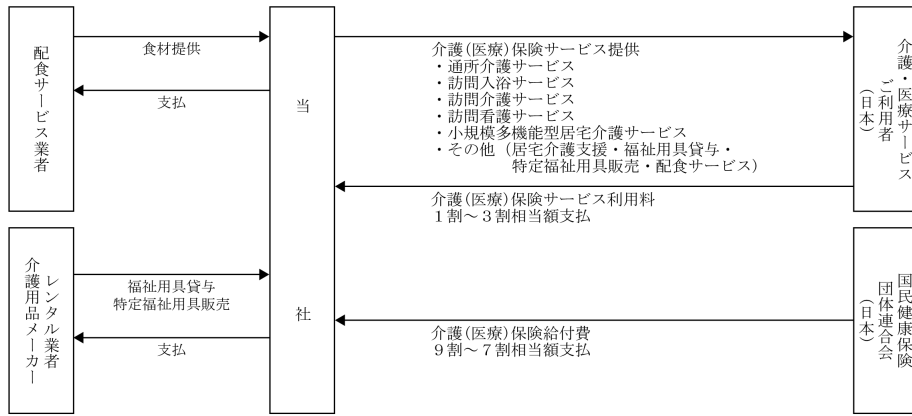 配食サービス業者
食材提供
支払
レンタル業者
介護用品メーカー
福祉用具貸与
特定福祉用具販売
支払
当社
介護(医療)保険サービス提供
・通所介護サービス
・訪問入浴サービス
・訪問介護サービス
・訪問看護サービス
・小規模多機能型居宅介護サービス
・その他（居宅介護支援・福祉用具貸与・
特定福祉用具販売・配食サービス）
介護(医療)保険サービス利用料
１割～３割相当額支払
介護(医療)保険給付費
９割～７割相当額支払
介護・医療サービス
ご利用者
（日本）
国民健康保険
団体連合会
（日本）